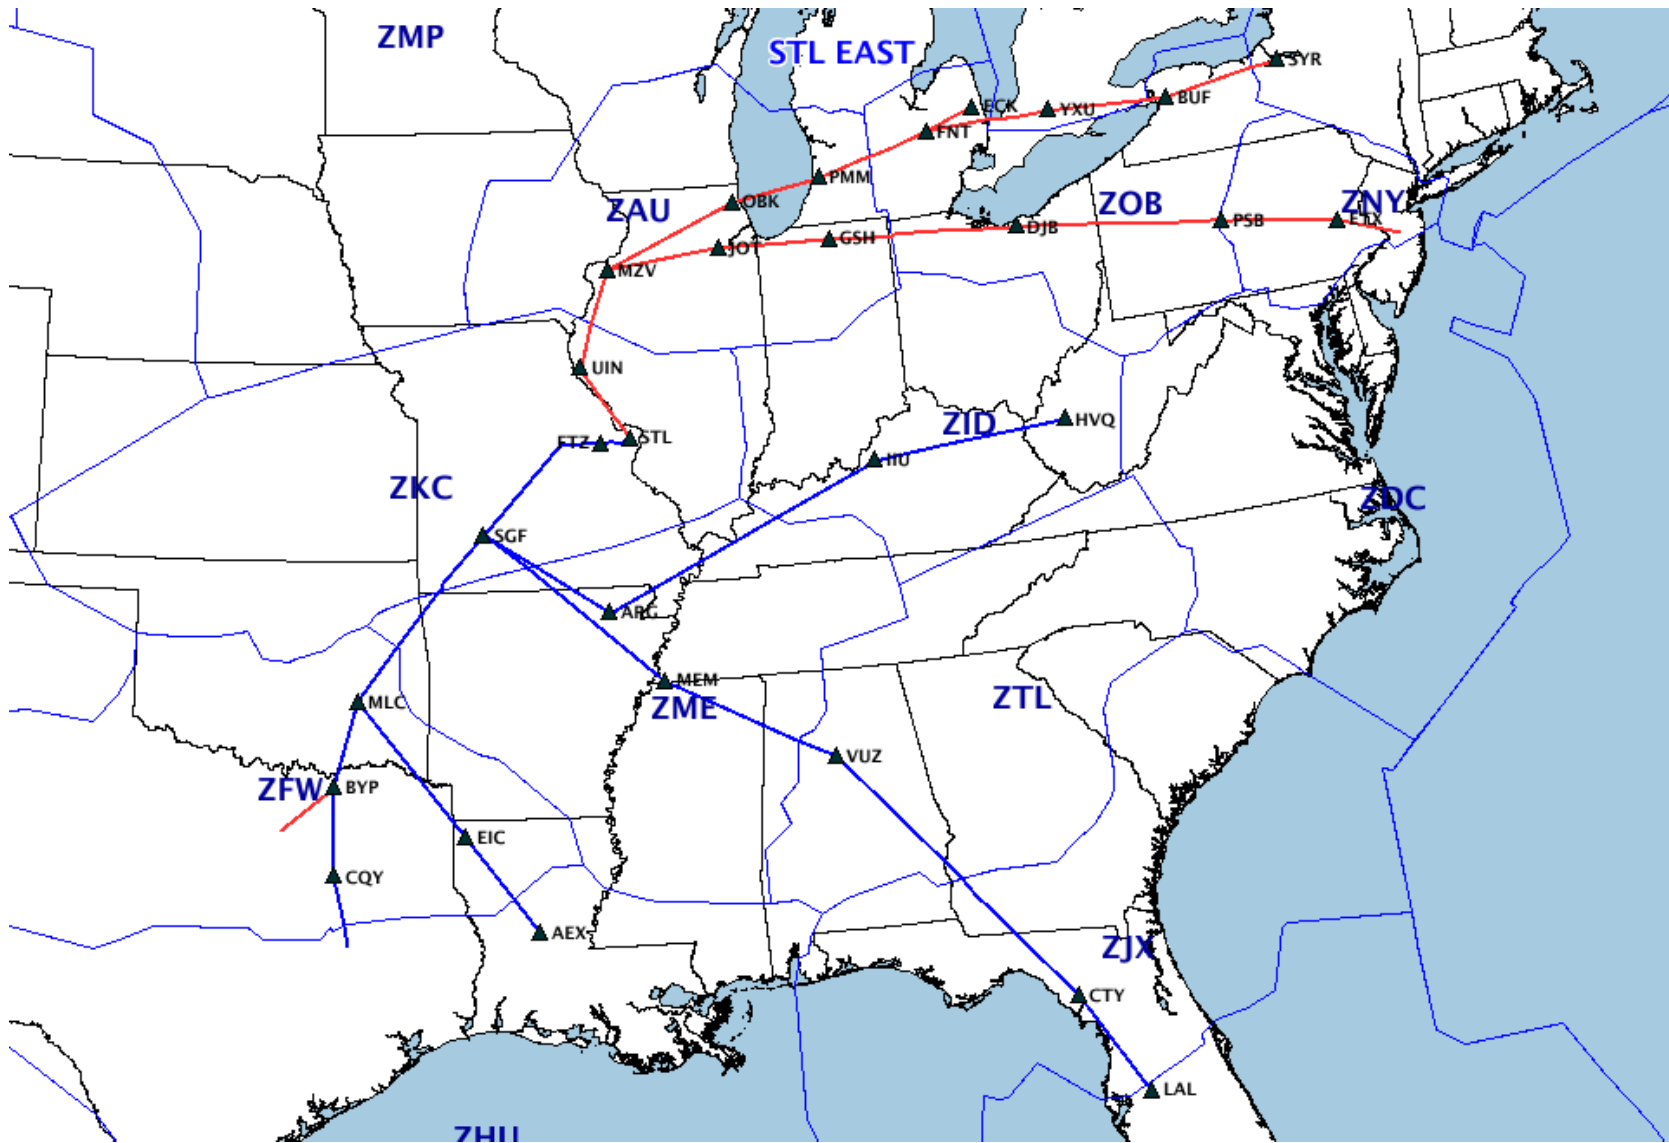 ZMP
STL EAST
SYR
ECK
YXU
BUF
FNT
PMM
OBK
ZAU
ZOB
ZNY
ETX
PSB
DJB
GSH
JOT
MZV
UIN
STL
FTZ
ZID
HVQ
IIU
ZKC
ZDC
SGF
ARG
MEM
ZME
ZTL
MLC
VUZ
ZFW
BYP
EIC
CQY
AEX
ZJX
CTY
LAL
ZHU